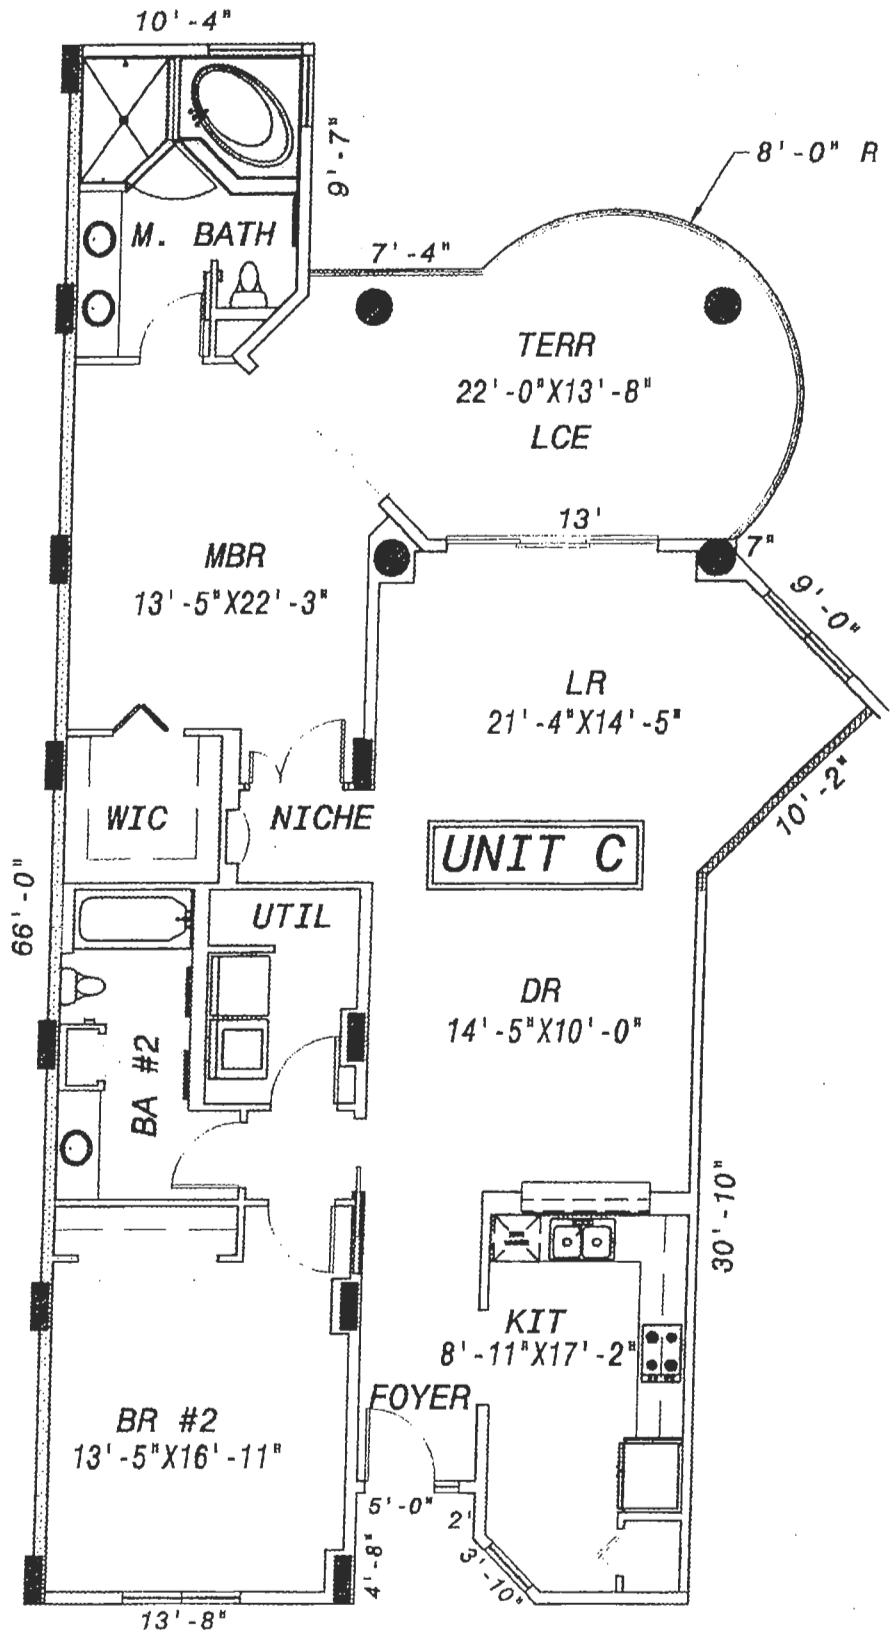 10'-4"
9'-7"
8'-0" R
M. BATH
7'-4"
TERR
22'-0"X13'-8"
LCE
13'
7"
MBR
13'-5"X22'-3"
9'-0"
LR
21'-4"X14'-5"
10'-2"
WIC
NICHE
UNIT C
66'-0"
UTIL
DR
14'-5"X10'-0"
BA #2
30'-10"
KIT
8'-11"X17'-2"
FOYER
BR #2
13'-5"X16'-11"
5'-0"
2'
4'-8"
3'-10"
13'-8"